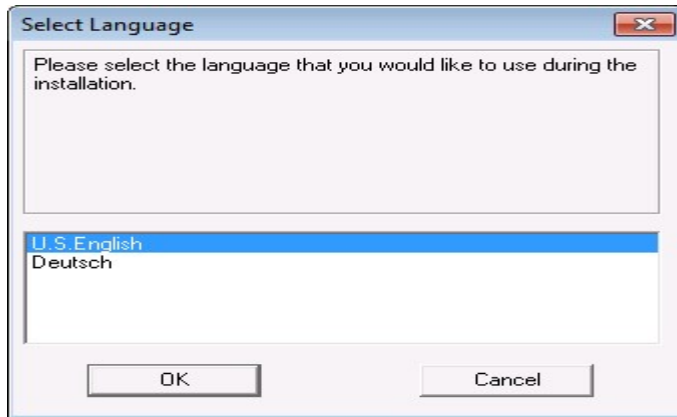 Select Language
Please select the language that you would like to use during the
installation.
U.S.English
Deutsch
OK
Cancel